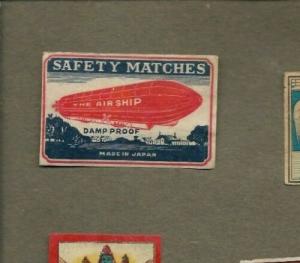 SAFETY MATCHES
THE AIRSHIP
DAMP PROOF
MADE IN JAPAN